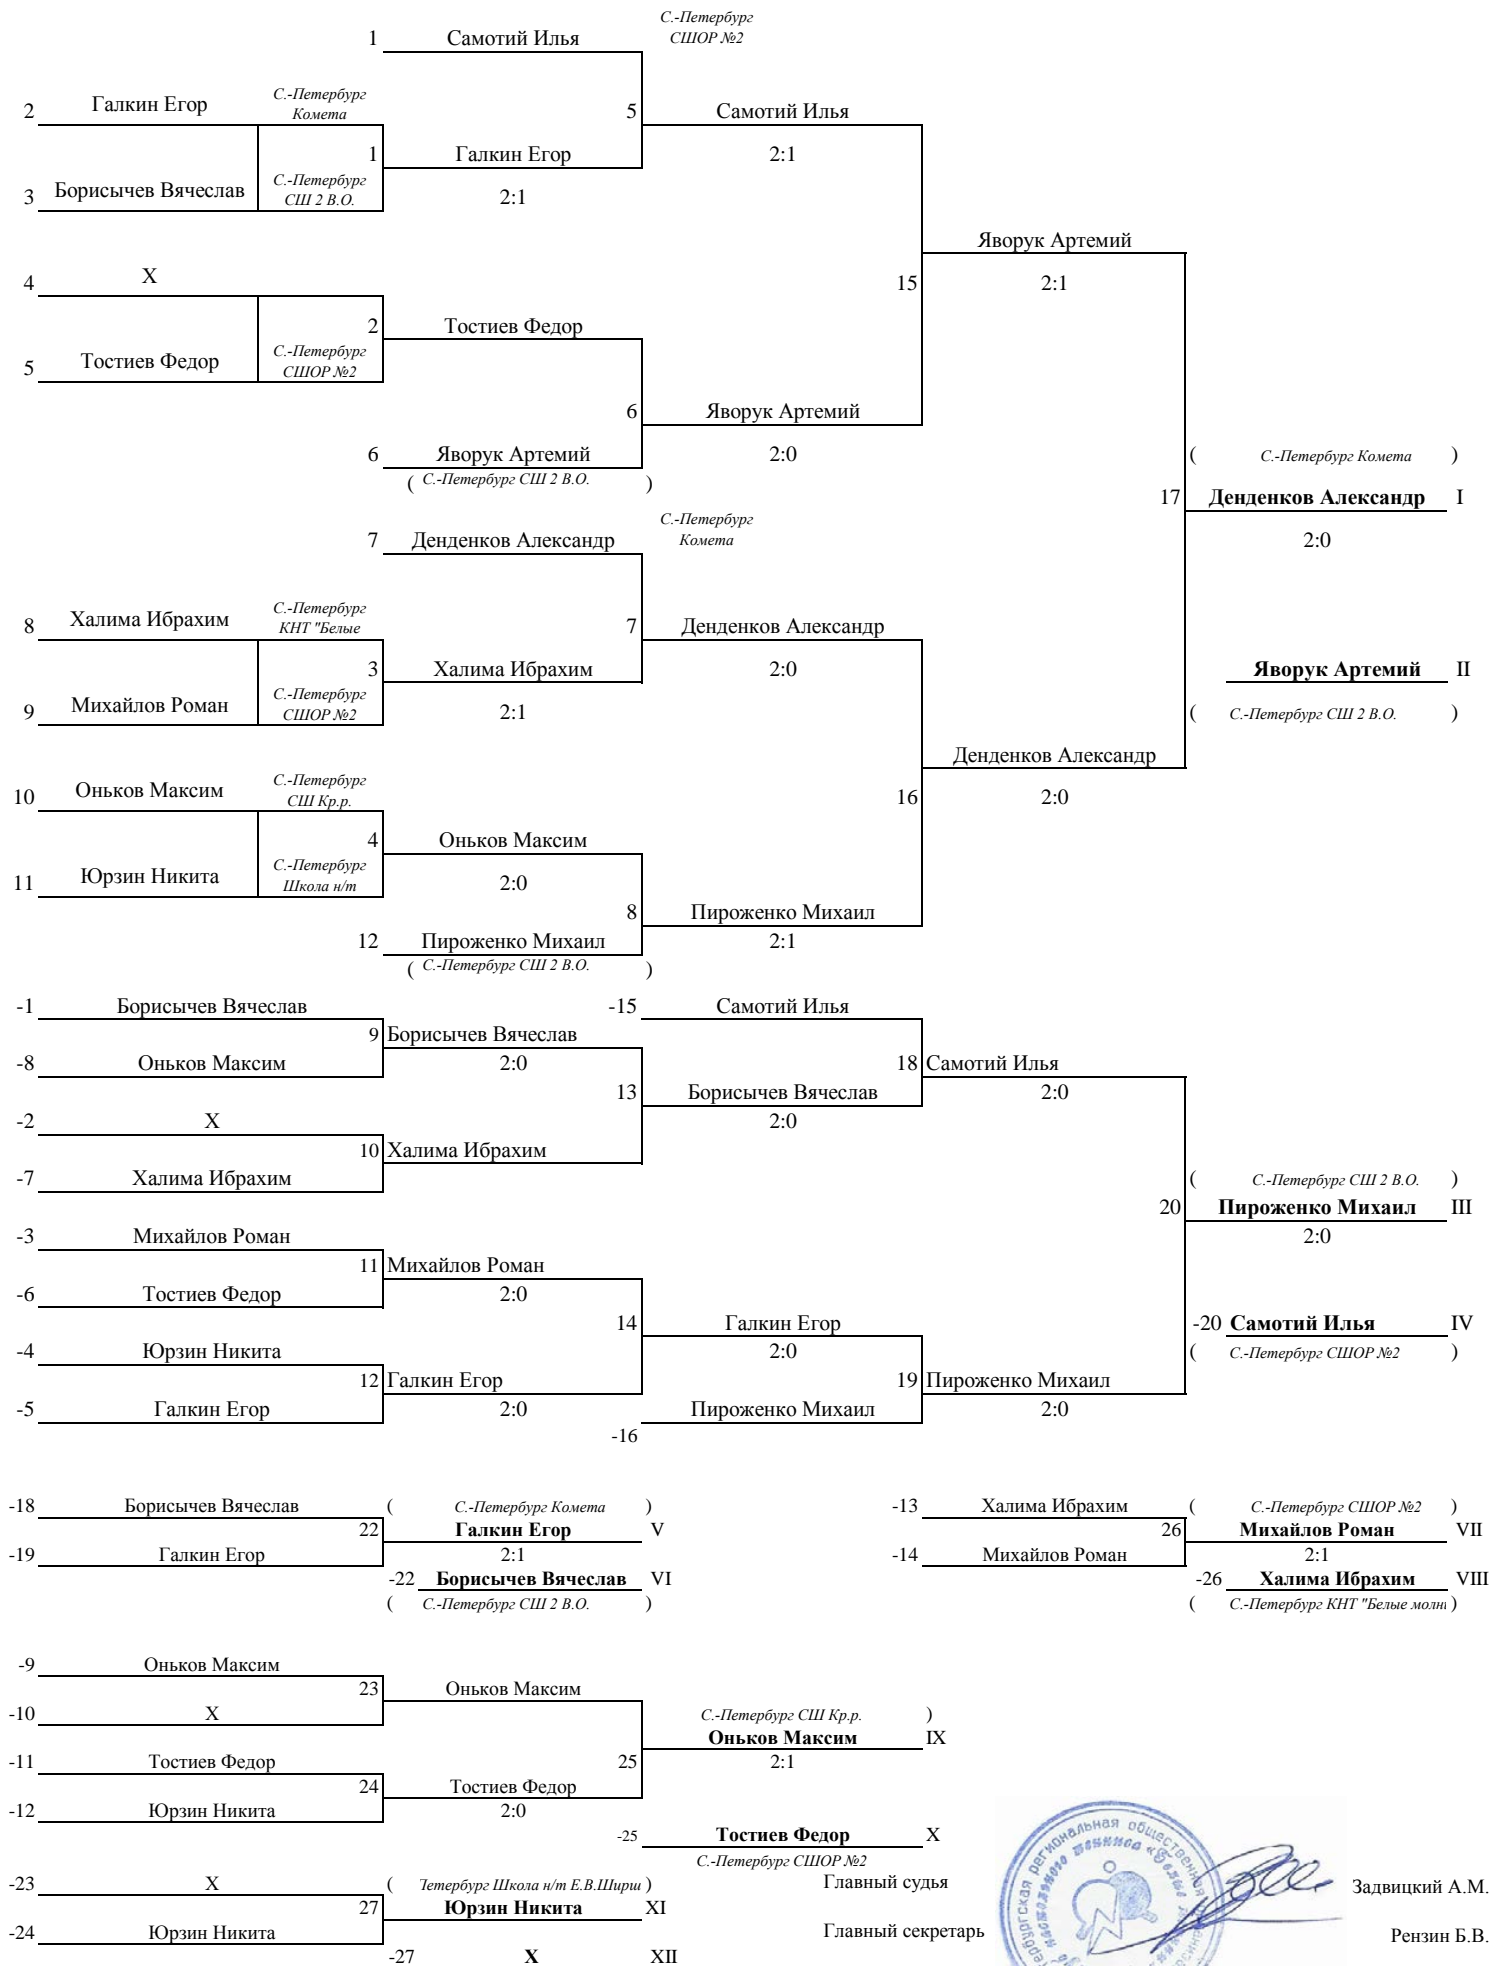 С.-Петербург
1 Самотий Илья СШОР №2
2 Галкин Егор С.-Петербург Комета
5 Самотий Илья
1 Галкин Егор 2:1
3 Борисычев Вячеслав С.-Петербург СШ 2 В.О. 2:1
Яворук Артемий
4 X 15 2:1
2 Тостиев Федор
5 Тостиев Федор С.-Петербург СШОР №2
6 Яворук Артемий
6 Яворук Артемий 2:0 ( С.-Петербург Комета )
( С.-Петербург СШ 2 В.О. )
17 Денденков Александр I
С.-Петербург
7 Денденков Александр Комета 2:0
8 Халима Ибрахим С.-Петербург КНТ "Белые
7 Денденков Александр
3 Халима Ибрахим 2:0 Яворук Артемий II
9 Михайлов Роман С.-Петербург СШОР №2 2:1 ( С.-Петербург СШ 2 В.О. )
Денденков Александр
10 Оньков Максим С.-Петербург СШ Кр.р. 16 2:0
4 Оньков Максим
11 Юрзин Никита С.-Петербург Школа н/т 2:0
8 Пироженко Михаил
12 Пироженко Михаил 2:1
( С.-Петербург СШ 2 В.О. )
-1 Борисычев Вячеслав -15 Самотий Илья
9 Борисычев Вячеслав
-8 Оньков Максим 2:0 18 Самотий Илья
13 Борисычев Вячеслав 2:0
-2 X 2:0
10 Халима Ибрахим
-7 Халима Ибрахим ( С.-Петербург СШ 2 В.О. )
20 Пироженко Михаил III
-3 Михайлов Роман 2:0
11 Михайлов Роман
-6 Тостиев Федор 2:0
14 Галкин Егор -20 Самотий Илья IV
-4 Юрзин Никита 2:0 ( С.-Петербург СШОР №2 )
12 Галкин Егор 19 Пироженко Михаил
-5 Галкин Егор 2:0 Пироженко Михаил 2:0
-16
-18 Борисычев Вячеслав ( С.-Петербург Комета ) -13 Халима Ибрахим ( С.-Петербург СШОР №2 )
22 Галкин Егор V 26 Михайлов Роман VII
-19 Галкин Егор 2:1 -14 Михайлов Роман 2:1
-22 Борисычев Вячеслав VI -26 Халима Ибрахим VIII
( С.-Петербург СШ 2 В.О. ) ( С.-Петербург КНТ "Белые молн )
-9 Оньков Максим
23 Оньков Максим
-10 X С.-Петербург СШ Кр.р. )
Оньков Максим IX
-11 Тостиев Федор 25 2:1
24 Тостиев Федор
-12 Юрзин Никита 2:0
-25 Тостиев Федор X
С.-Петербург СШОР №2
-23 X ( Петербург Школа н/т Е.В.Ширш ) Главный судья Задвицкий А.М.
27 Юрзин Никита XI
-24 Юрзин Никита Главный секретарь Рензин Б.В.
-27 X XII
региональная общественная
настольного тенниса